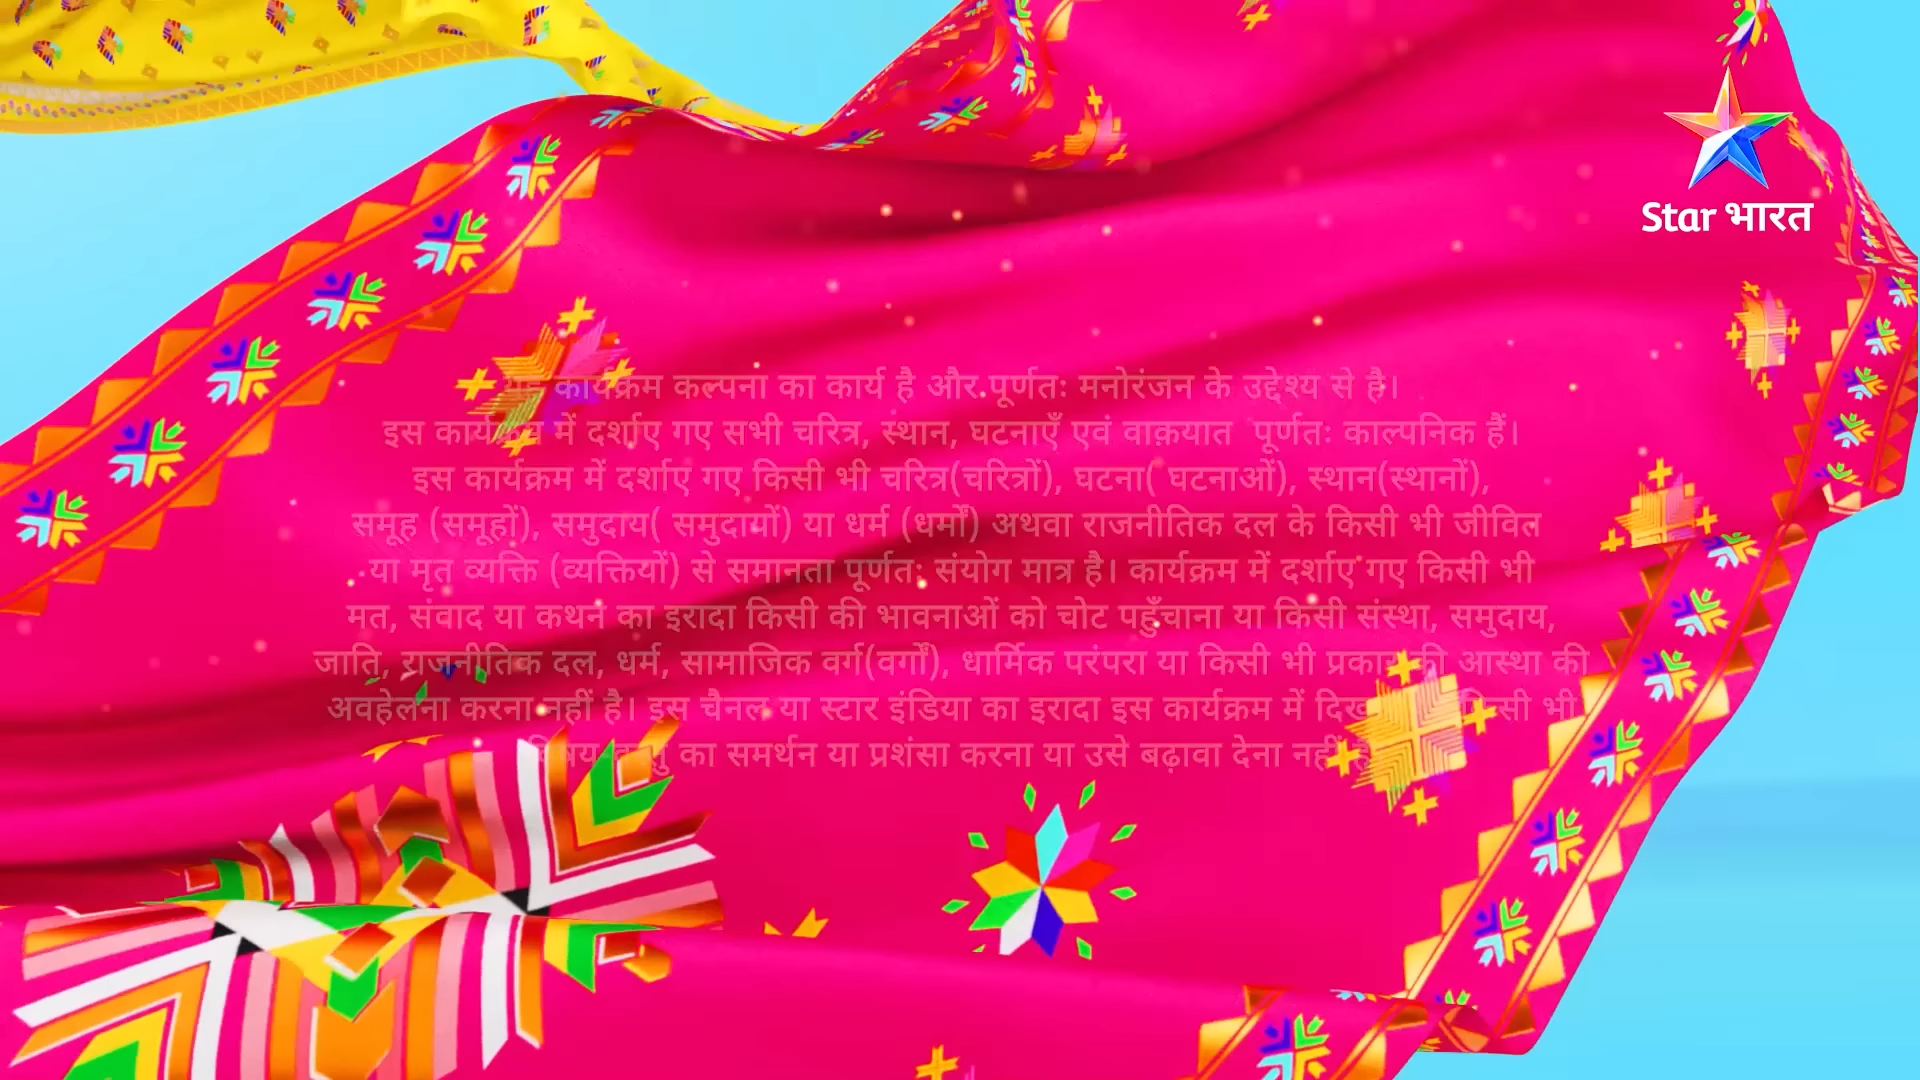 Star भारत
यह कार्यक्रम कल्पना का कार्य है और पूर्णतः मनोरंजन के उद्देश्य से है।
इस कार्यक्रम में दर्शाए गए सभी चरित्र, स्थान, घटनाएँ एवं वाक़यात पूर्णतः काल्पनिक हैं।
इस कार्यक्रम में दर्शाए गए किसी भी चरित्र(चरित्रों), घटना( घटनाओं), स्थान(स्थानों),
समूह (समूहों), समुदाय( समुदायों) या धर्म (धर्मों) अथवा राजनीतिक दल के किसी भी जीवित
या मृत व्यक्ति (व्यक्तियों) से समानता पूर्णतः संयोग मात्र है। कार्यक्रम में दर्शाए गए किसी भी
मत, संवाद या कथन का इरादा किसी की भावनाओं को चोट पहुँचाना या किसी संस्था, समुदाय,
जाति, राजनीतिक दल, धर्म, सामाजिक वर्ग(वर्गों), धार्मिक परंपरा या किसी भी प्रकार की आस्था की
अवहेलना करना नहीं है। इस चैनल या स्टार इंडिया का इरादा इस कार्यक्रम में किसी भी
का समर्थन या प्रशंसा करना या उसे बढ़ावा देना नहीं है